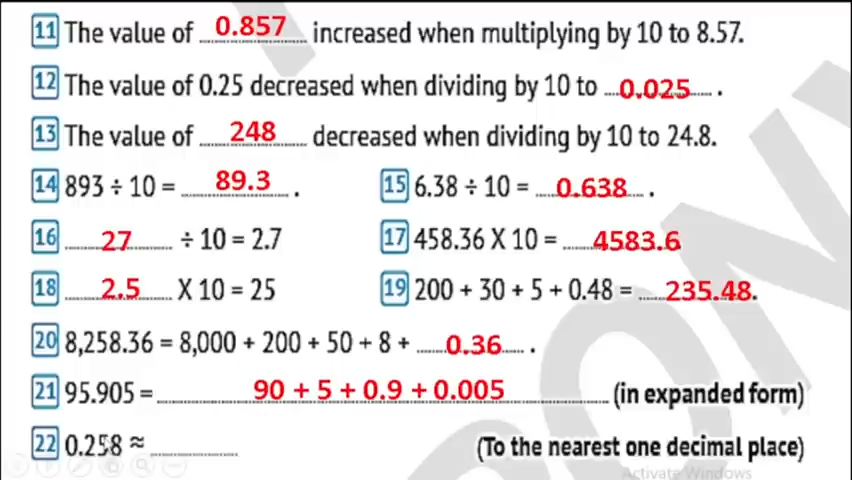 11 The value of 0.857 increased when multiplying by 10 to 8.57.
12 The value of 0.25 decreased when dividing by 10 to 0.025 .
13 The value of 248 decreased when dividing by 10 to 24.8.
14 893 ÷ 10 = 89.3 . 15 6.38 ÷ 10 = 0.638 .
16 27 ÷ 10 = 2.7 17 458.36 X 10 = 4583.6
18 2.5 X 10 = 25 19 200 + 30 + 5 + 0.48 = 235.48.
20 8,258.36 = 8,000 + 200 + 50 + 8 + 0.36 .
21 95.905 = 90 + 5 + 0.9 + 0.005 (in expanded form)
22 0.258 ≈ (To the nearest one decimal place)
Activate Windows